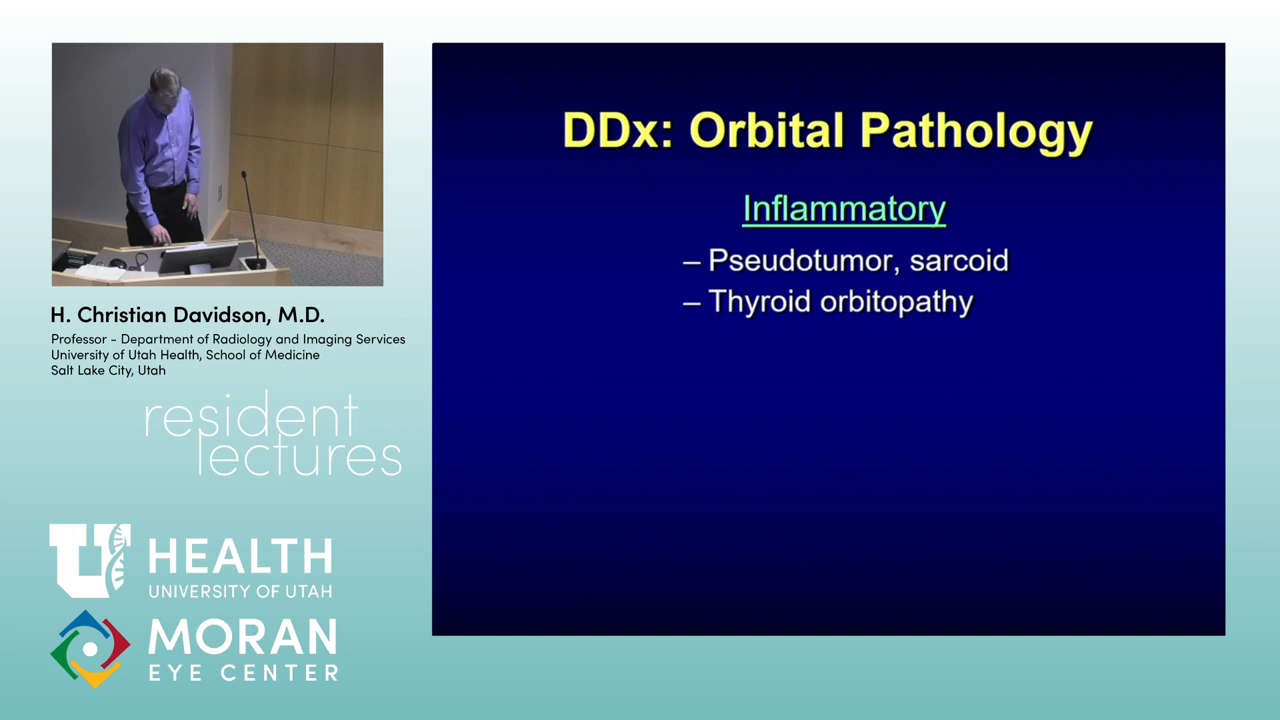 DDx: Orbital Pathology
Inflammatory
– Pseudotumor, sarcoid
– Thyroid orbitopathy
H. Christian Davidson, M.D.
Professor - Department of Radiology and Imaging Services
University of Utah Health, School of Medicine
Salt Lake City, Utah
resident
lectures
U HEALTH
UNIVERSITY OF UTAH
MORAN
EYE CENTER